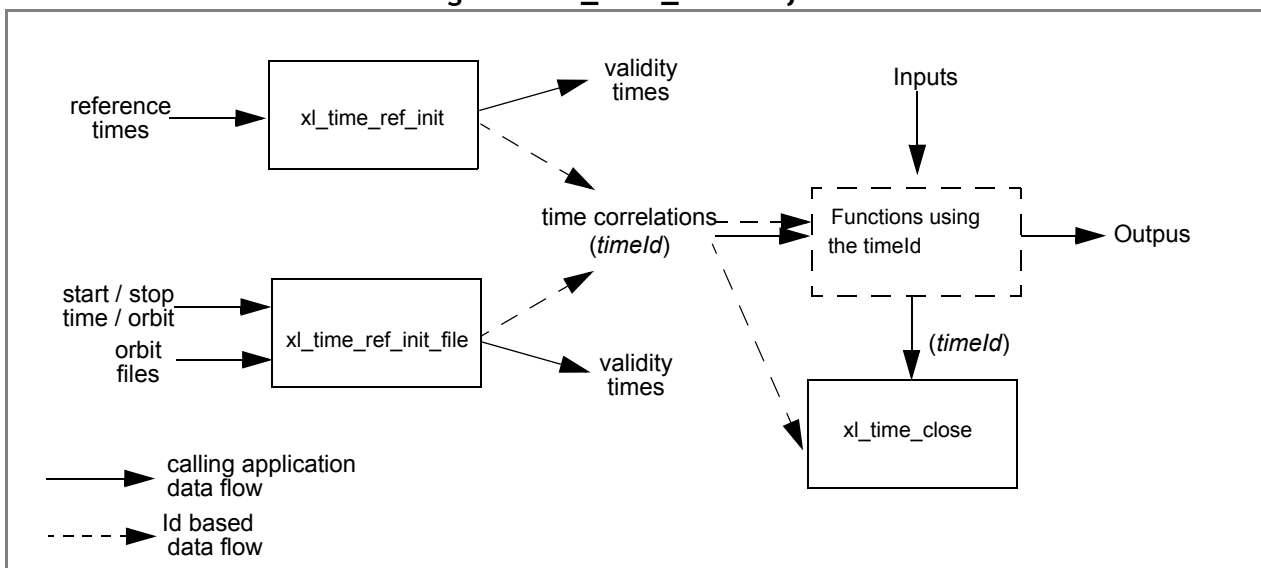 validity
times
Inputs
reference
times
xl_time_ref_init
time correlations
(timeId)
Functions using
the timeId
Outpus
start / stop
time / orbit
orbit
files
xl_time_ref_init_file
validity
times
(timeId)
xl_time_close
calling application
data flow
Id based
data flow